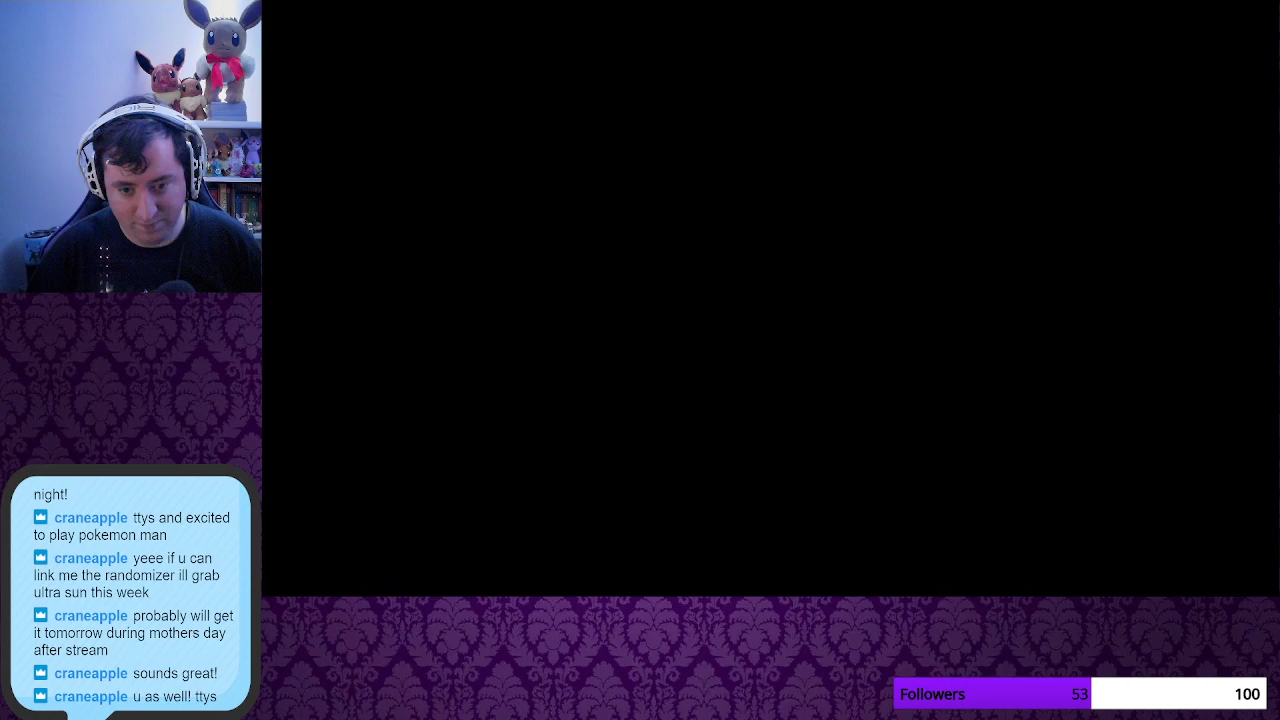 night!
craneapple ttys and excited
to play pokemon man
craneapple yeee if u can
link me the randomizer ill grab
ultra sun this week
craneapple probably will get
it tomorrow during mothers day
after stream
craneapple sounds great!
craneapple u as well! ttys
Followers 53 100